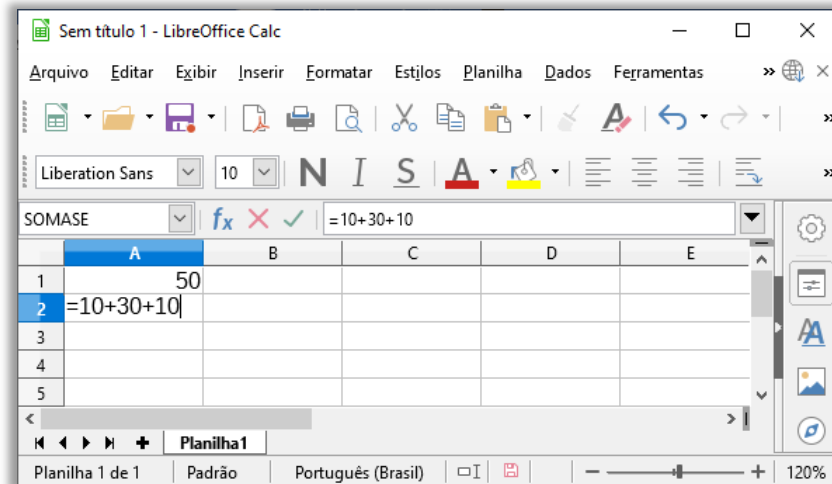 Sem título 1 - LibreOffice Calc
Arquivo Editar Exibir Inserir Formatar Estilos Planilha Dados Ferramentas »
»
Liberation Sans 10 N I S A »
SOMASE fx =10+30+10
A B C D E
1 50
2 =10+30+10
3
4
5
Planilha1
Planilha 1 de 1 Padrão Português (Brasil) 120%